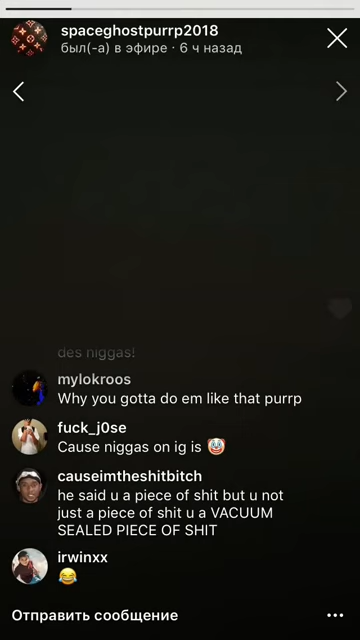 spaceghostpurrp2018
был(-а) в эфире · 6 ч назад
des niggas!
mylokroos
Why you gotta do em like that purrp
fuck_j0se
Cause niggas on ig is 🤡
causeimtheshitbitch
he said u a piece of shit but u not
just a piece of shit u a VACUUM
SEALED PIECE OF SHIT
irwinxx
😂
Отправить сообщение